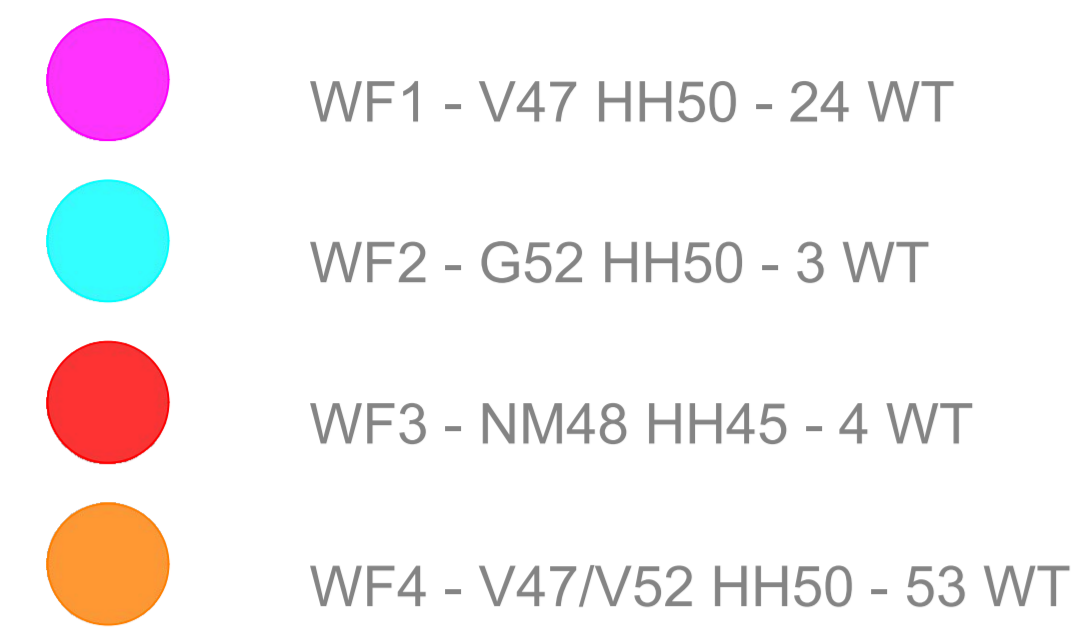 WF1 - V47 HH50 - 24 WT
WF2 - G52 HH50 - 3 WT
WF3 - NM48 HH45 - 4 WT
WF4 - V47/V52 HH50 - 53 WT